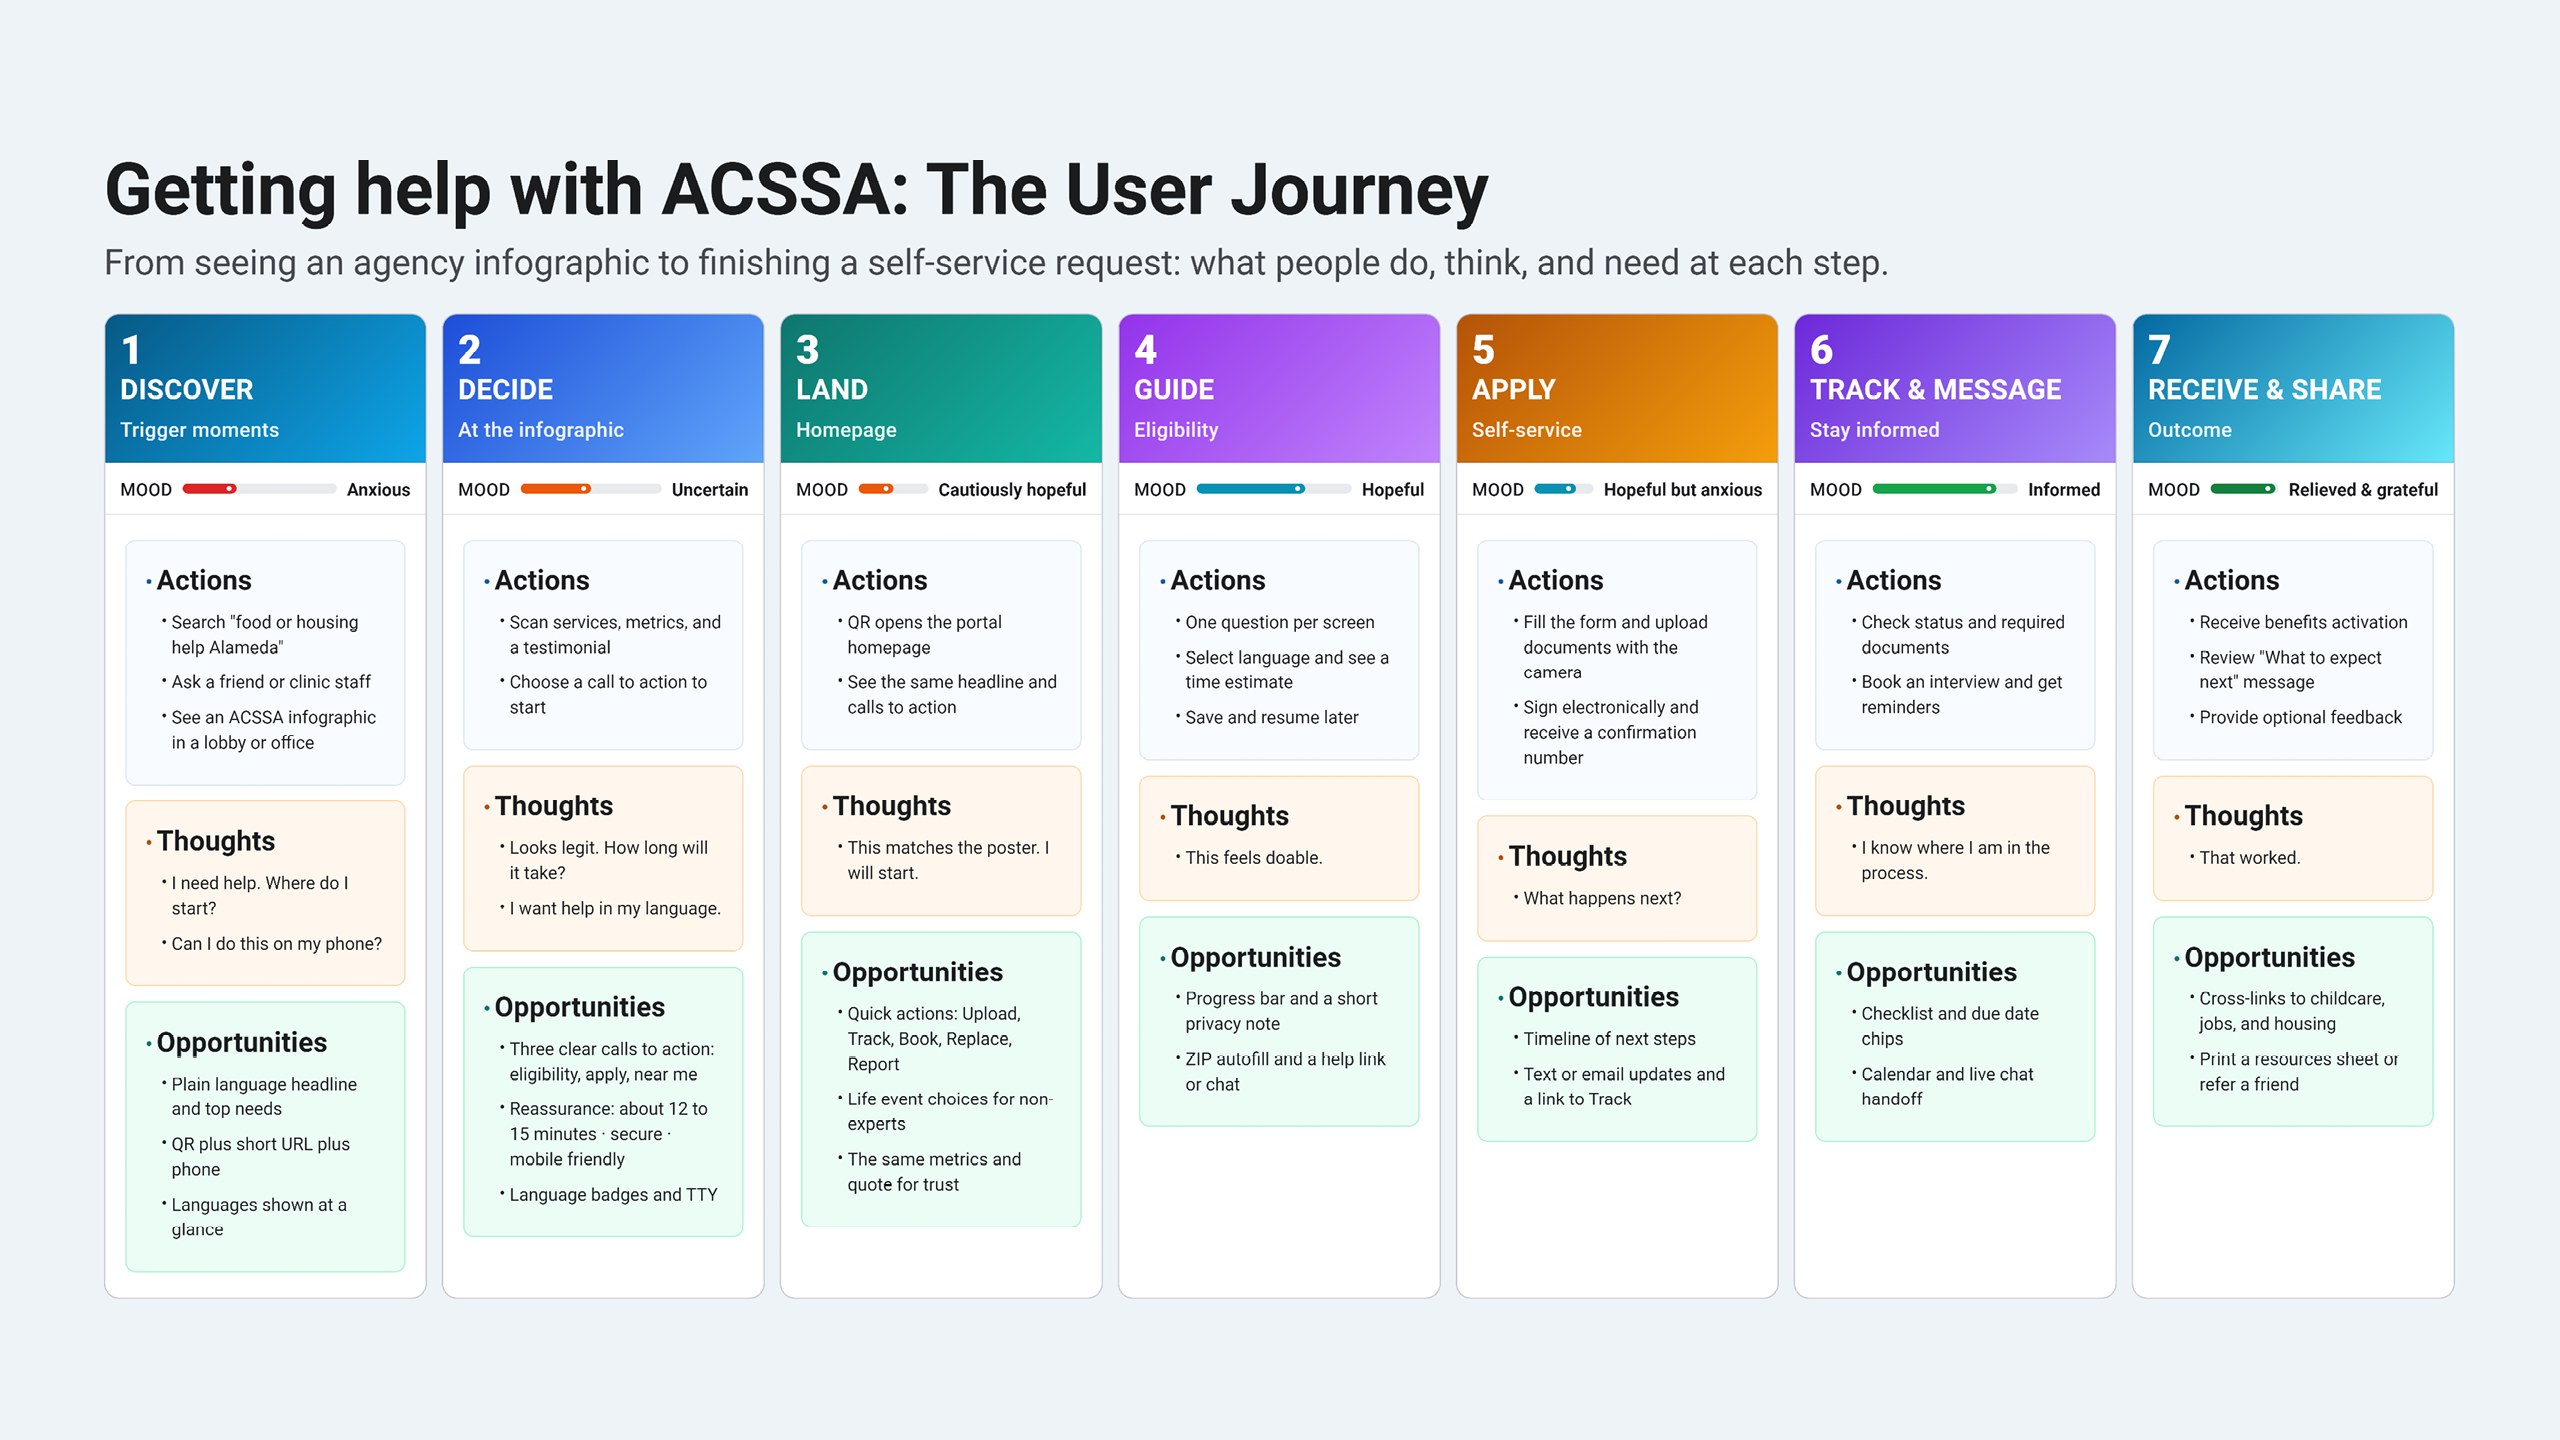 Getting help with ACSSA: The User Journey
From seeing an agency infographic to finishing a self-service request: what people do, think, and need at each step.
1
DISCOVER
Trigger moments
MOOD Anxious
• Actions
• Search "food or housing
help Alameda"
• Ask a friend or clinic staff
• See an ACSSA infographic
in a lobby or office
• Thoughts
• I need help. Where do I
start?
• Can I do this on my phone?
• Opportunities
• Plain language headline
and top needs
• QR plus short URL plus
phone
• Languages shown at a
glance
2
DECIDE
At the infographic
MOOD Uncertain
• Actions
• Scan services, metrics, and
a testimonial
• Choose a call to action to
start
• Thoughts
• Looks legit. How long will
it take?
• I want help in my language.
• Opportunities
• Three clear calls to action:
eligibility, apply, near me
• Reassurance: about 12 to
15 minutes · secure ·
mobile friendly
• Language badges and TTY
3
LAND
Homepage
MOOD Cautiously hopeful
• Actions
• QR opens the portal
homepage
• See the same headline and
calls to action
• Thoughts
• This matches the poster. I
will start.
• Opportunities
• Quick actions: Upload,
Track, Book, Replace,
Report
• Life event choices for non-
experts
• The same metrics and
quote for trust
4
GUIDE
Eligibility
MOOD Hopeful
• Actions
• One question per screen
• Select language and see a
time estimate
• Save and resume later
• Thoughts
• This feels doable.
• Opportunities
• Progress bar and a short
privacy note
• ZIP autofill and a help link
or chat
5
APPLY
Self-service
MOOD Hopeful but anxious
• Actions
• Fill the form and upload
documents with the
camera
• Sign electronically and
receive a confirmation
number
• Thoughts
• What happens next?
• Opportunities
• Timeline of next steps
• Text or email updates and
a link to Track
6
TRACK & MESSAGE
Stay informed
MOOD Informed
• Actions
• Check status and required
documents
• Book an interview and get
reminders
• Thoughts
• I know where I am in the
process.
• Opportunities
• Checklist and due date
chips
• Calendar and live chat
handoff
7
RECEIVE & SHARE
Outcome
MOOD Relieved & grateful
• Actions
• Receive benefits activation
• Review "What to expect
next" message
• Provide optional feedback
• Thoughts
• That worked.
• Opportunities
• Cross-links to childcare,
jobs, and housing
• Print a resources sheet or
refer a friend